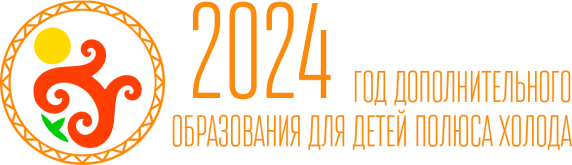 2024 ГОД ДОПОЛНИТЕЛЬНОГО
ОБРАЗОВАНИЯ ДЛЯ ДЕТЕЙ ПОЛЮСА ХОЛОДА